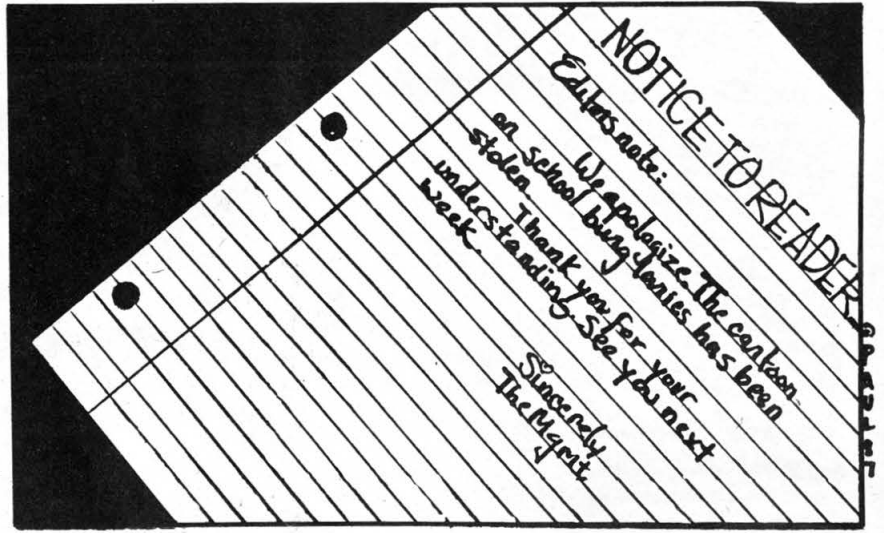 NOTICE TO READER
Editors note:
We apologize. The cartoon
on school burglaries has been
stolen. Thank you for your
understanding. See you next
week.
Sincerely
The Mgmt.